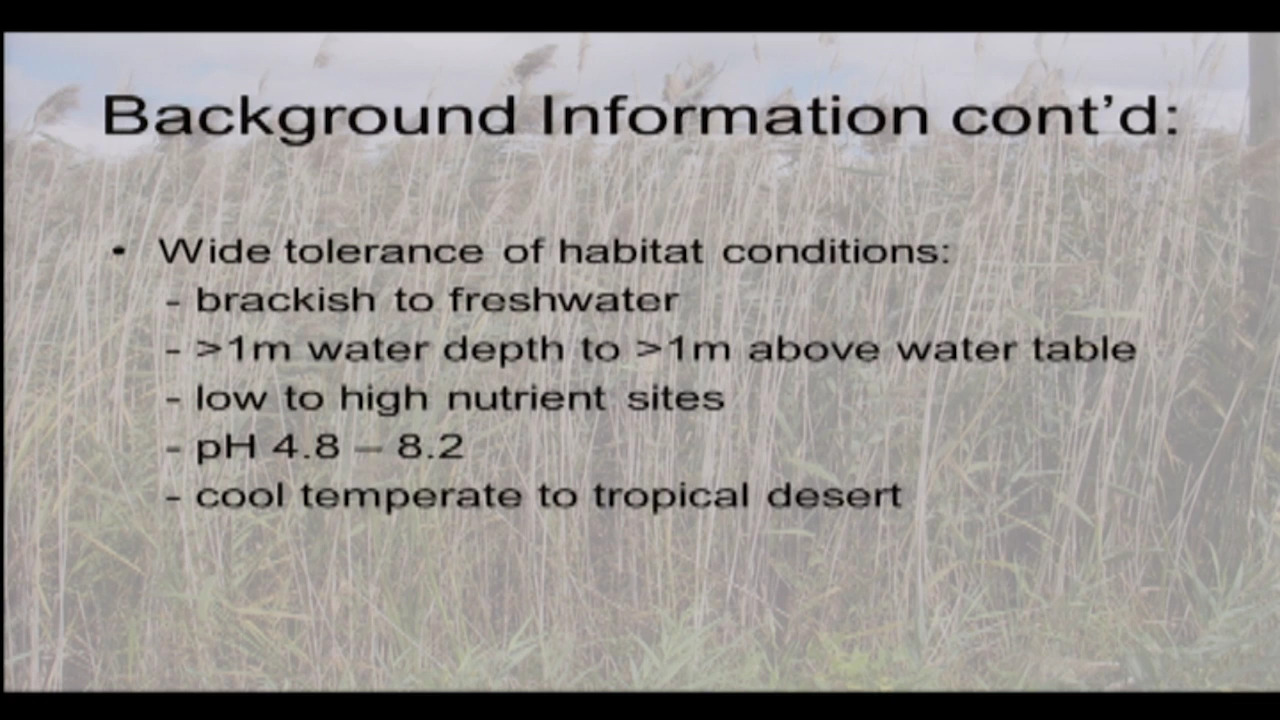 Background Information cont’d:
• Wide tolerance of habitat conditions:
- brackish to freshwater
- >1m water depth to >1m above water table
- low to high nutrient sites
- pH 4.8 – 8.2
- cool temperate to tropical desert